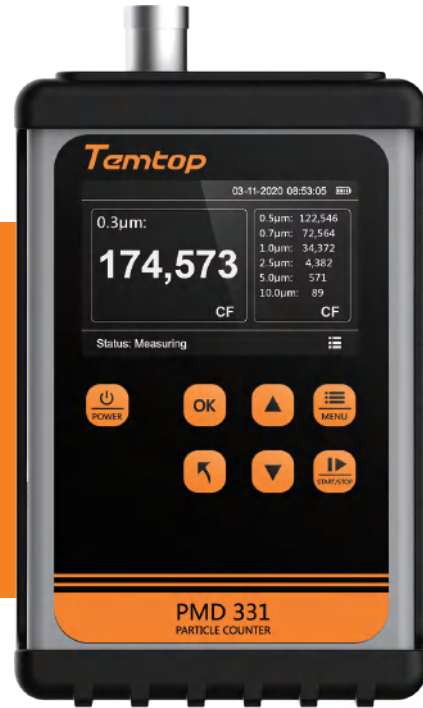 Temtop
03-11-2020 08:53:05
0.3μm:
174,573
CF
0.5μm: 122,546
0.7μm: 72,564
1.0μm: 34,372
2.5μm: 4,382
5.0μm: 571
10.0μm: 89
CF
Status: Measuring
POWER
OK
MENU
START/STOP
PMD 331
PARTICLE COUNTER